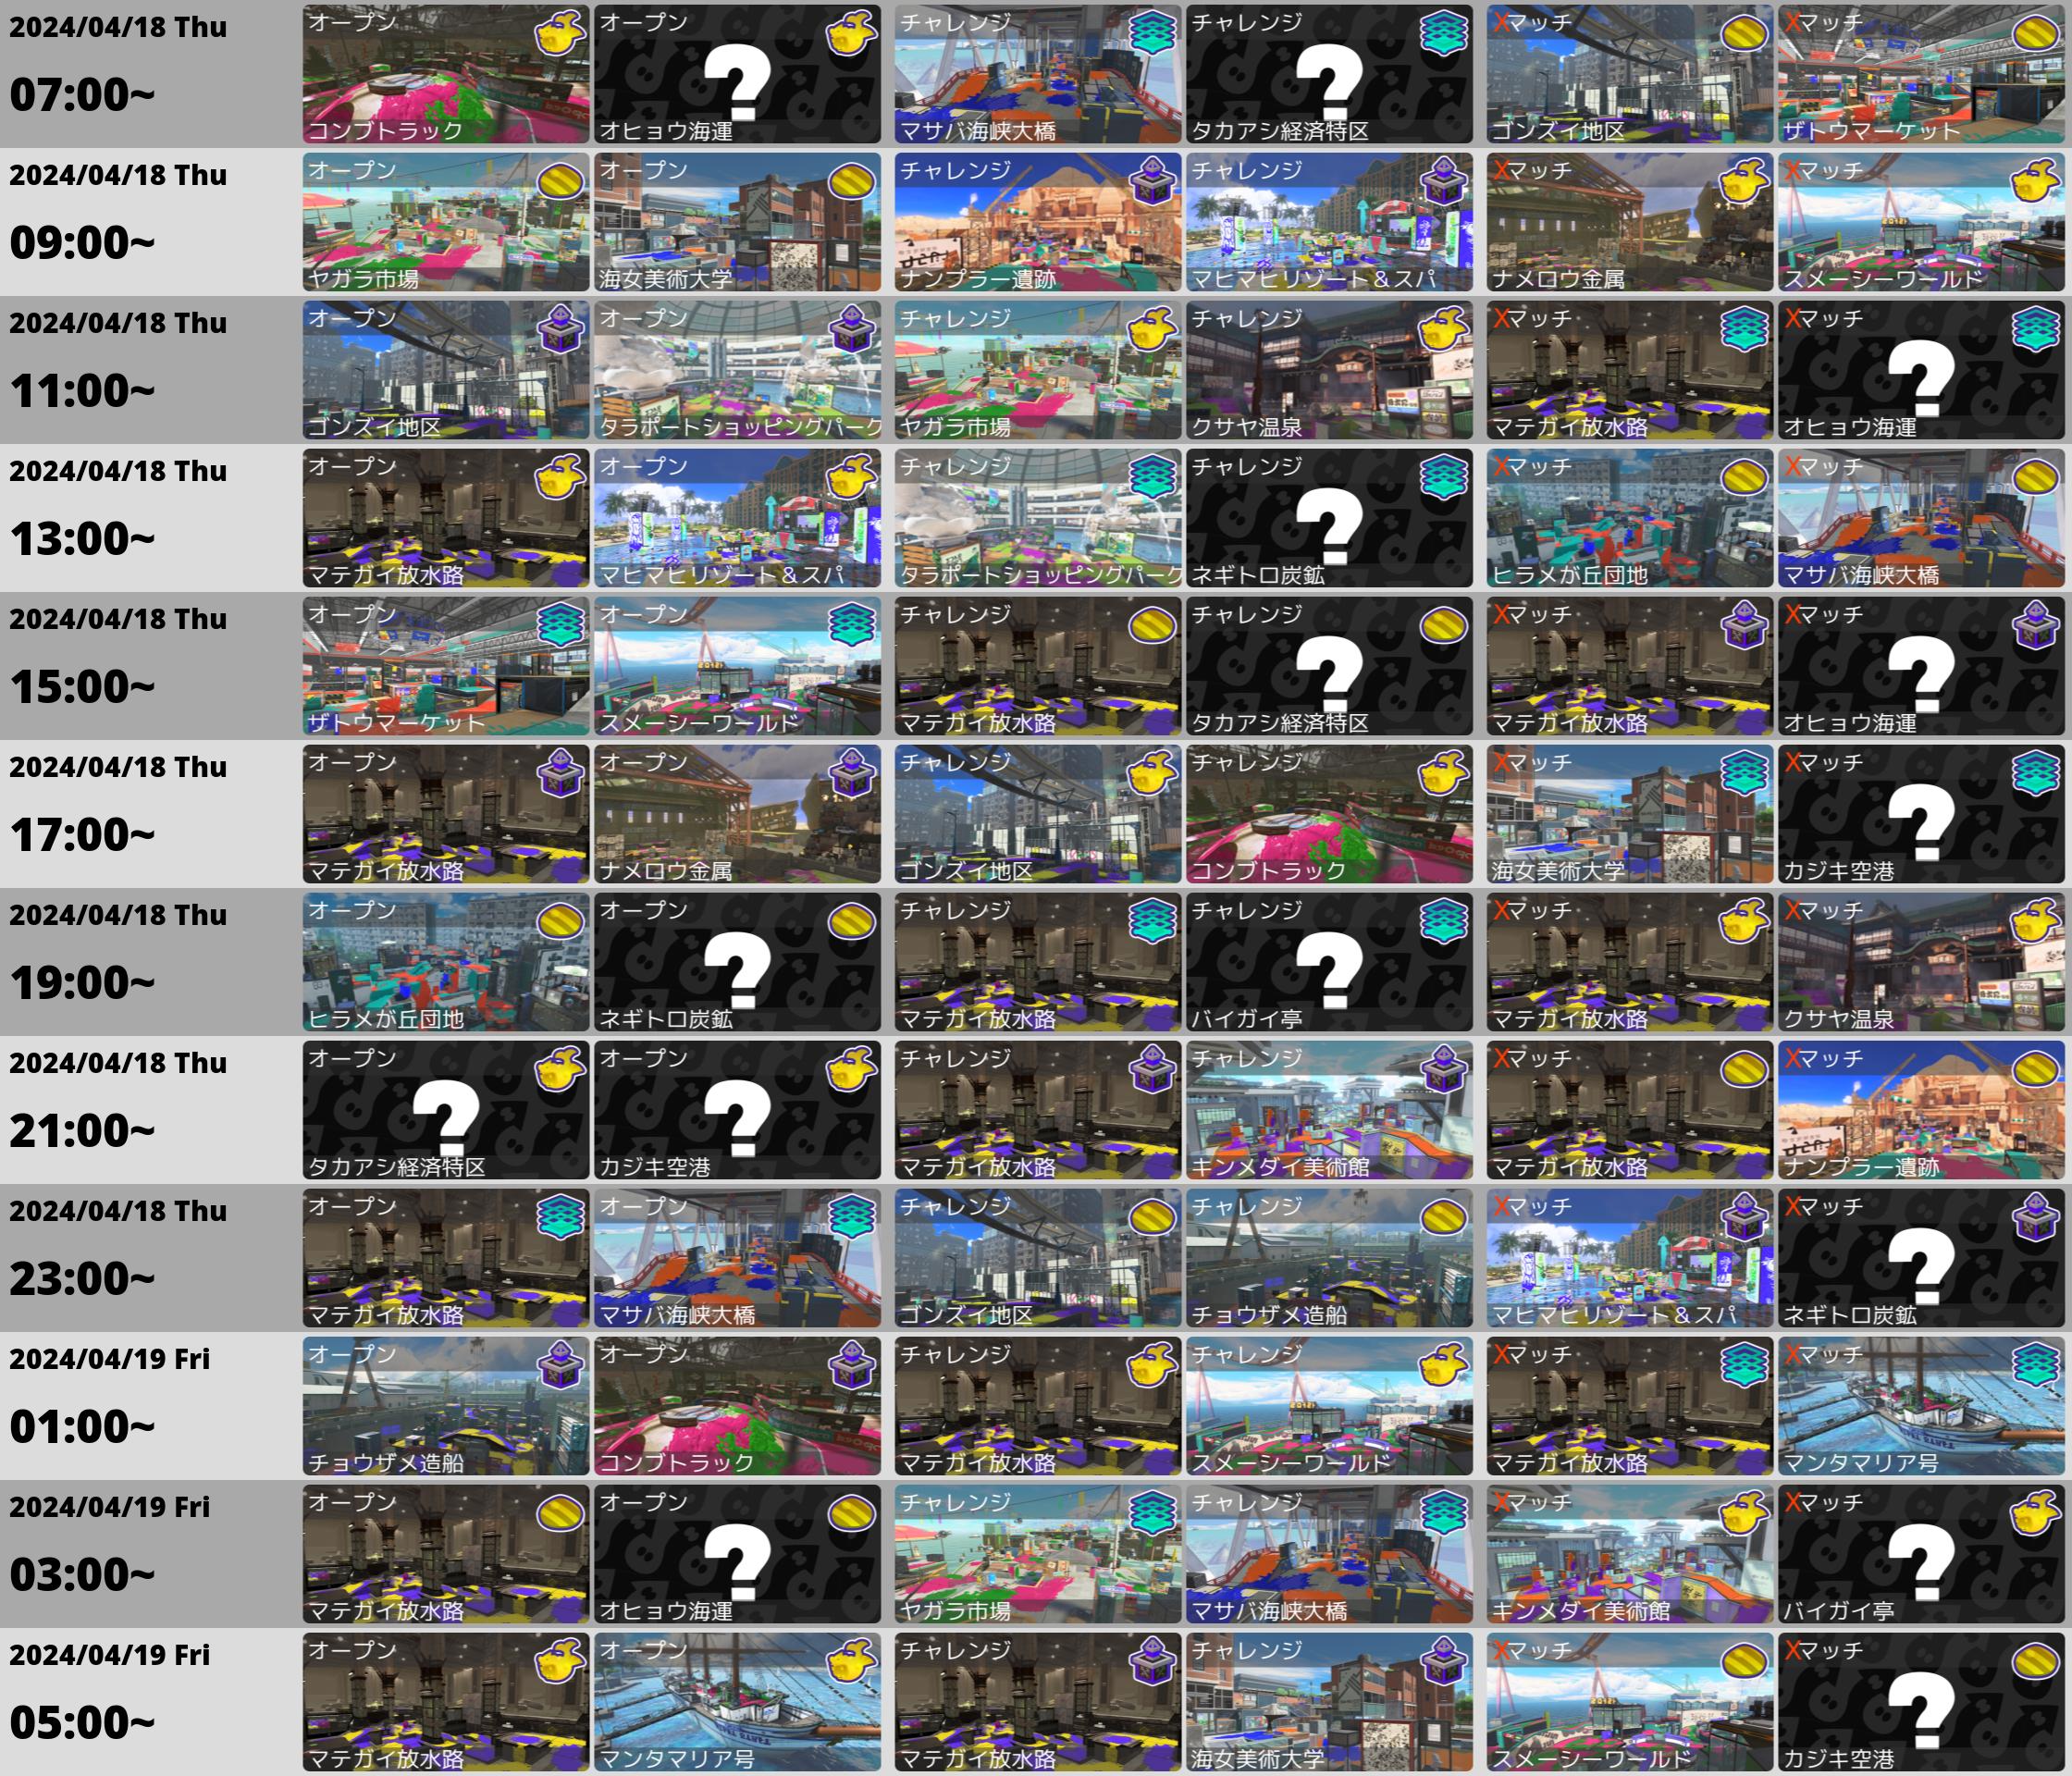 2024/04/18 Thu
07:00~
オープン
コンブトラック
オープン
オヒョウ海運
チャレンジ
マサバ海峡大橋
チャレンジ
タカアシ経済特区
Xマッチ
ゴンズイ地区
Xマッチ
ザトウマーケット
2024/04/18 Thu
09:00~
オープン
ヤガラ市場
オープン
海女美術大学
チャレンジ
ナンプラー遺跡
チャレンジ
マヒマヒリゾート&スパ
Xマッチ
ナメロウ金属
Xマッチ
スメーシーワールド
2024/04/18 Thu
11:00~
オープン
ゴンズイ地区
オープン
タラポートショッピングパーク
チャレンジ
ヤガラ市場
チャレンジ
クサヤ温泉
Xマッチ
マテガイ放水路
Xマッチ
オヒョウ海運
2024/04/18 Thu
13:00~
オープン
マテガイ放水路
オープン
マヒマヒリゾート&スパ
チャレンジ
タラポートショッピングパーク
チャレンジ
ネギトロ炭鉱
Xマッチ
ヒラメが丘団地
Xマッチ
マサバ海峡大橋
2024/04/18 Thu
15:00~
オープン
ザトウマーケット
オープン
スメーシーワールド
チャレンジ
マテガイ放水路
チャレンジ
タカアシ経済特区
Xマッチ
マテガイ放水路
Xマッチ
オヒョウ海運
2024/04/18 Thu
17:00~
オープン
マテガイ放水路
オープン
ナメロウ金属
チャレンジ
ゴンズイ地区
チャレンジ
コンブトラック
Xマッチ
海女美術大学
Xマッチ
カジキ空港
2024/04/18 Thu
19:00~
オープン
ヒラメが丘団地
オープン
ネギトロ炭鉱
チャレンジ
マテガイ放水路
チャレンジ
バイガイ亭
Xマッチ
マテガイ放水路
Xマッチ
クサヤ温泉
2024/04/18 Thu
21:00~
オープン
タカアシ経済特区
オープン
カジキ空港
チャレンジ
マテガイ放水路
チャレンジ
キンメダイ美術館
Xマッチ
マテガイ放水路
Xマッチ
ナンプラー遺跡
2024/04/18 Thu
23:00~
オープン
マテガイ放水路
オープン
マサバ海峡大橋
チャレンジ
ゴンズイ地区
チャレンジ
チョウザメ造船
Xマッチ
マヒマヒリゾート&スパ
Xマッチ
ネギトロ炭鉱
2024/04/19 Fri
01:00~
オープン
チョウザメ造船
オープン
コンブトラック
チャレンジ
マテガイ放水路
チャレンジ
スメーシーワールド
Xマッチ
マテガイ放水路
Xマッチ
マンタマリア号
2024/04/19 Fri
03:00~
オープン
マテガイ放水路
オープン
オヒョウ海運
チャレンジ
ヤガラ市場
チャレンジ
マサバ海峡大橋
Xマッチ
キンメダイ美術館
Xマッチ
バイガイ亭
2024/04/19 Fri
05:00~
オープン
マテガイ放水路
オープン
マンタマリア号
チャレンジ
マテガイ放水路
チャレンジ
海女美術大学
Xマッチ
スメーシーワールド
Xマッチ
カジキ空港